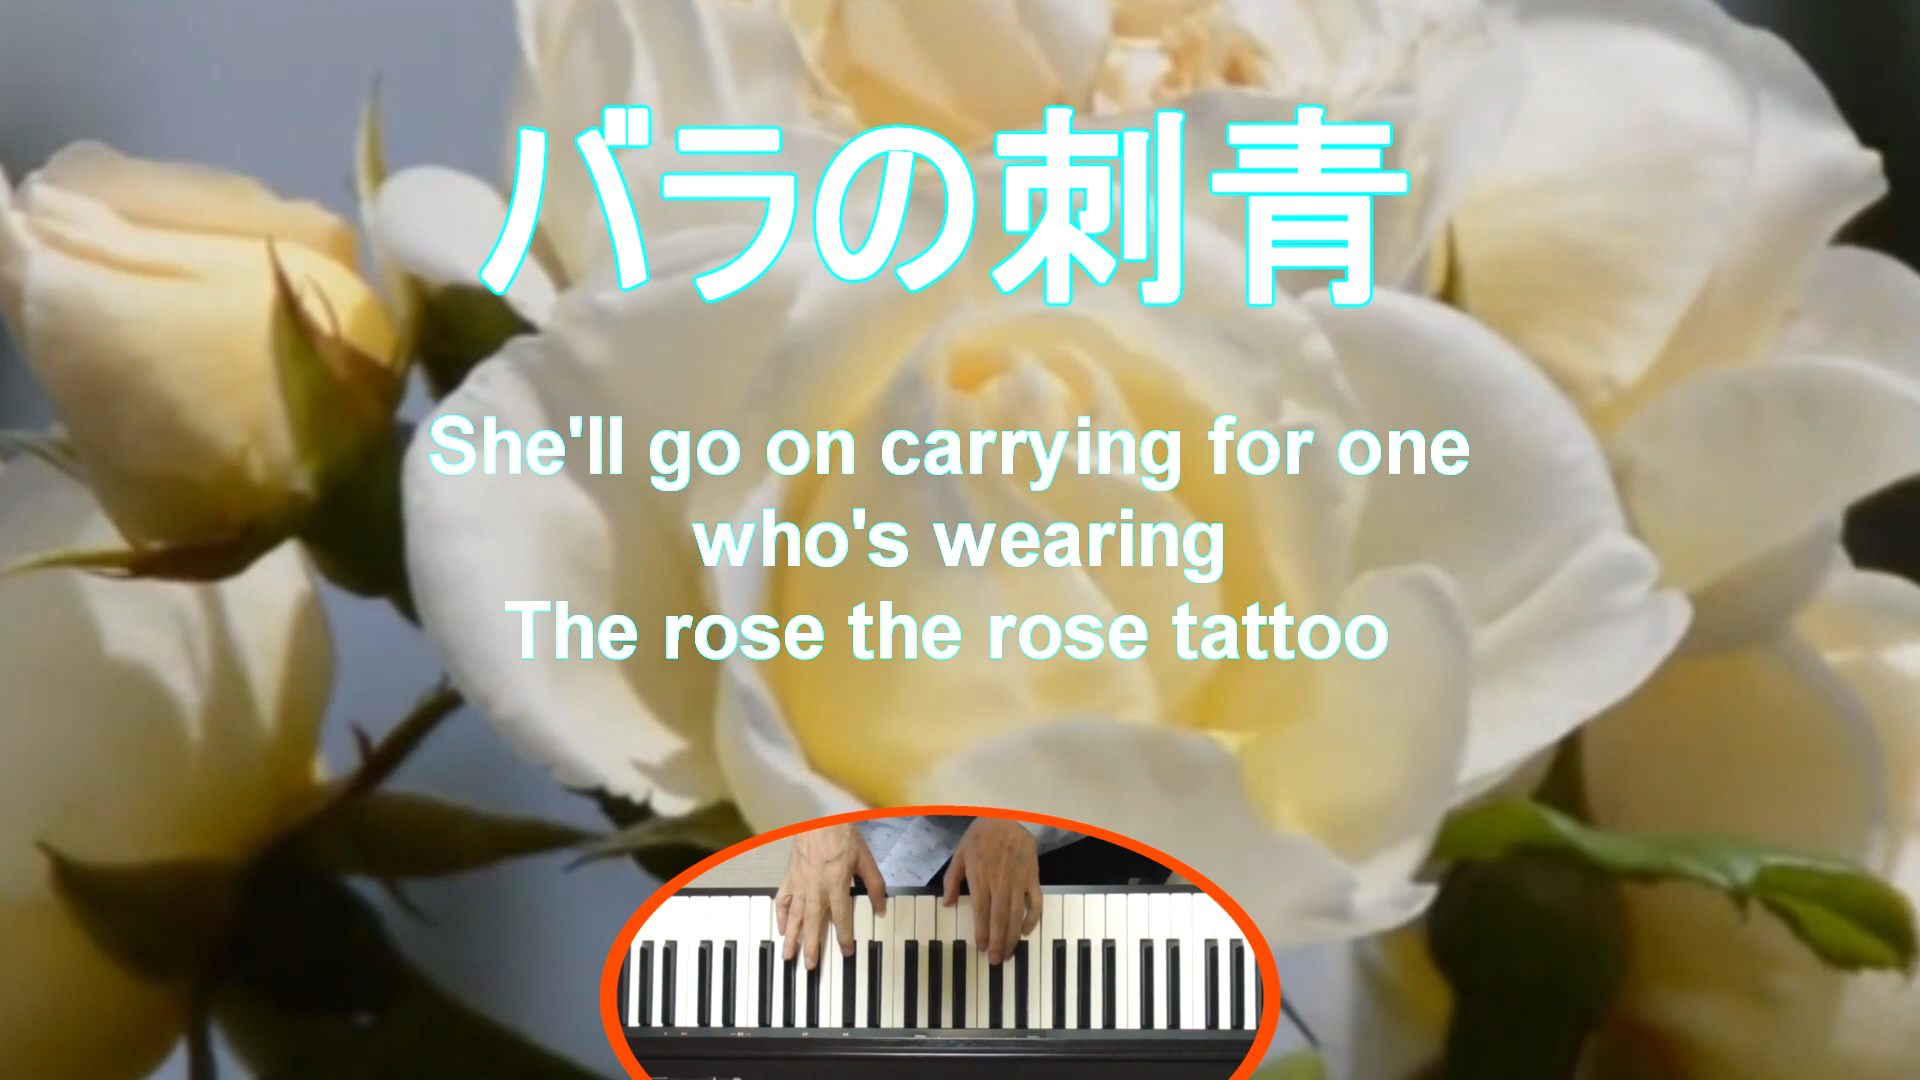 バラの刺青
She'll go on carrying for one
who's wearing
The rose the rose tattoo